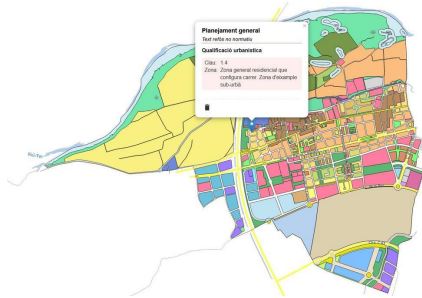 Planejament general
Text refós no normatiu
Qualificació urbanística
Clau: 1.4
Zona: Zona general residencial que
configura carrer. Zona d'eixample
sub-urbà